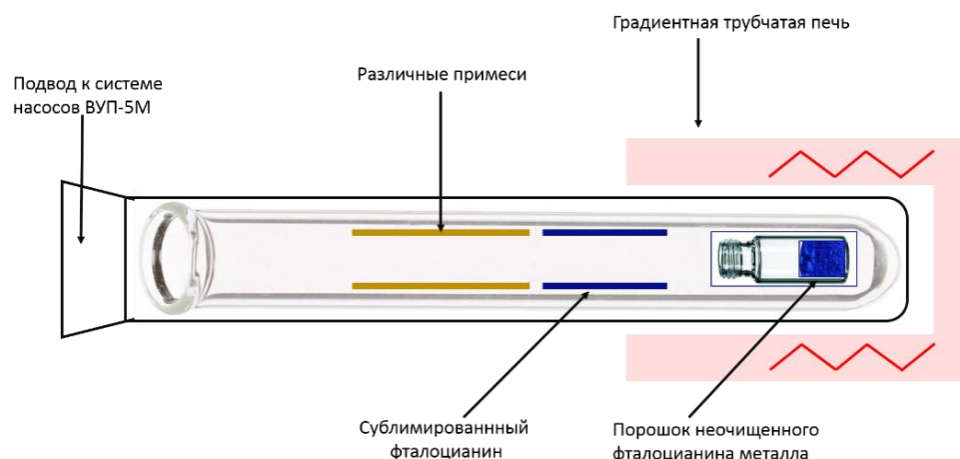 Градиентная трубчатая печь
Различные примеси
Подвод к системе
насосов ВУП-5М
Сублимированнный
фталоцианин
Порошок неочищенного
фталоцианина металла